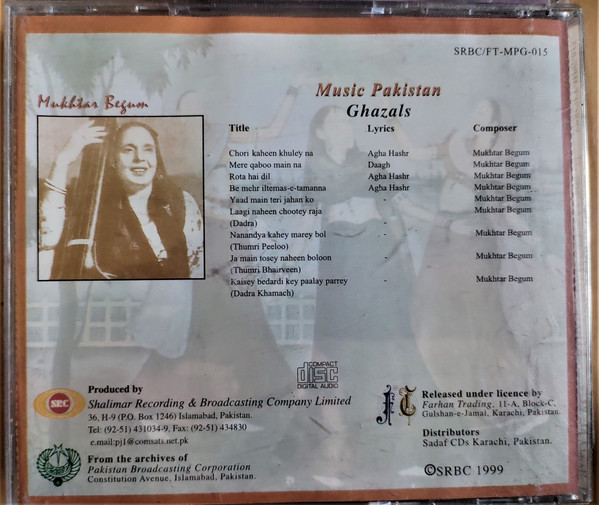 SRBC/FT-MPG-015
Mukhtar Begum
Music Pakistan
Ghazals
Title Lyrics Composer
Chori kaheen khuley na Agha Hashr Mukhtar Begum
Mere qaboo main na Daagh Mukhtar Begum
Rota hai dil Agha Hashr Mukhtar Begum
Be mehr iltemas-e-tamanna Agha Hashr Mukhtar Begum
Yaad main teri jahan ko - Mukhtar Begum
Laagi naheen chootey raja - Mukhtar Begum
(Dadra)
Nanandya kahey marey bol - Mukhtar Begum
(Thumri Peeloo)
Ja main tosey naheen boloon - Mukhtar Begum
(Thumri Bhairveen)
Kaisey bedardi key paalay parrey - Mukhtar Begum
(Dadra Khamach)
COMPACT
disc
DIGITAL AUDIO
SRC
Produced by
Shalimar Recording & Broadcasting Company Limited
36, H-9 (P.O. Box 1246) Islamabad, Pakistan.
Tel: (92-51) 431034-9, Fax: (92-51) 434830
e.mail:pj1@comsats.net.pk
From the archives of
Pakistan Broadcasting Corporation
Constitution Avenue, Islamabad, Pakistan.
FT
Released under licence by
Farhan Trading, 11-A, Block-C,
Gulshan-e-Jamal, Karachi, Pakistan.
Distributors
Sadaf CDs Karachi, Pakistan.
©SRBC 1999